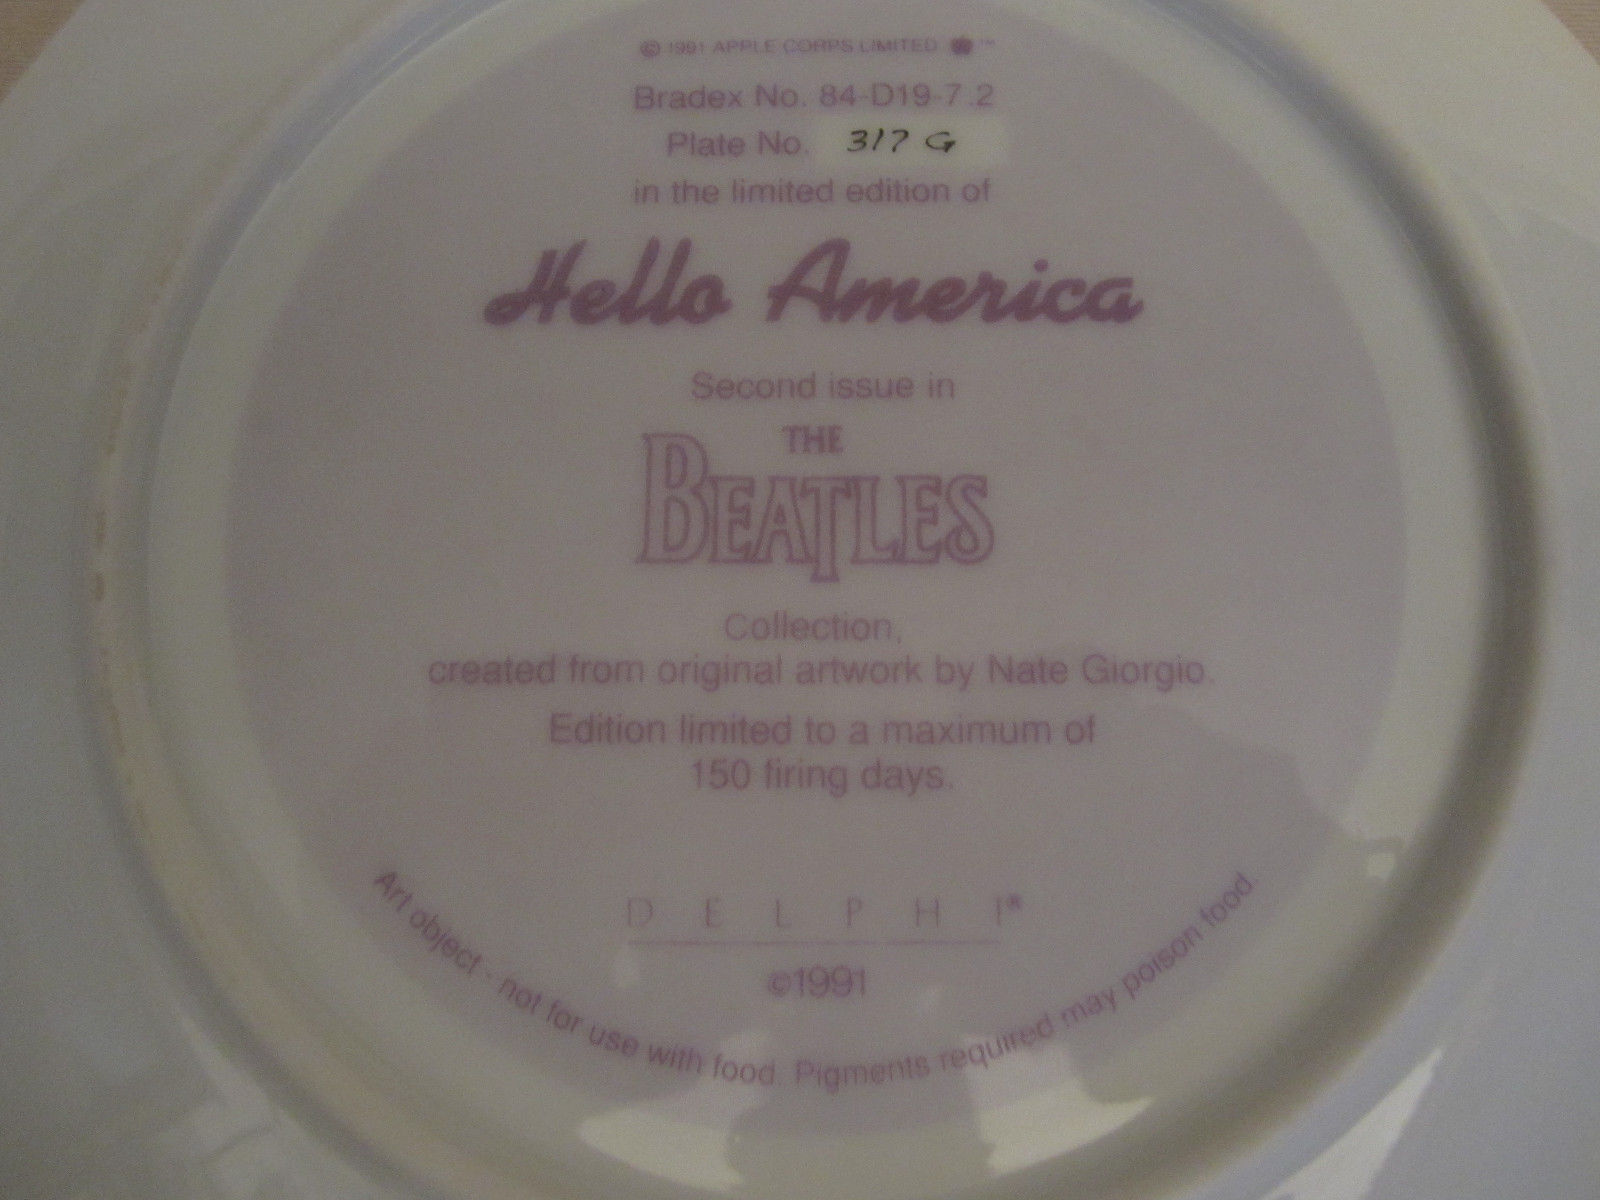 © 1991 APPLE CORPS LIMITED ™
Bradex No. 84-D19-7.2
Plate No. 317 G
in the limited edition of
Hello America
Second issue in
THE
BEATLES
Collection,
created from original artwork by Nate Giorgio.
Edition limited to a maximum of
150 firing days.
DELPHI®
©1991
Art object - not for use with food. Pigments required may poison food.